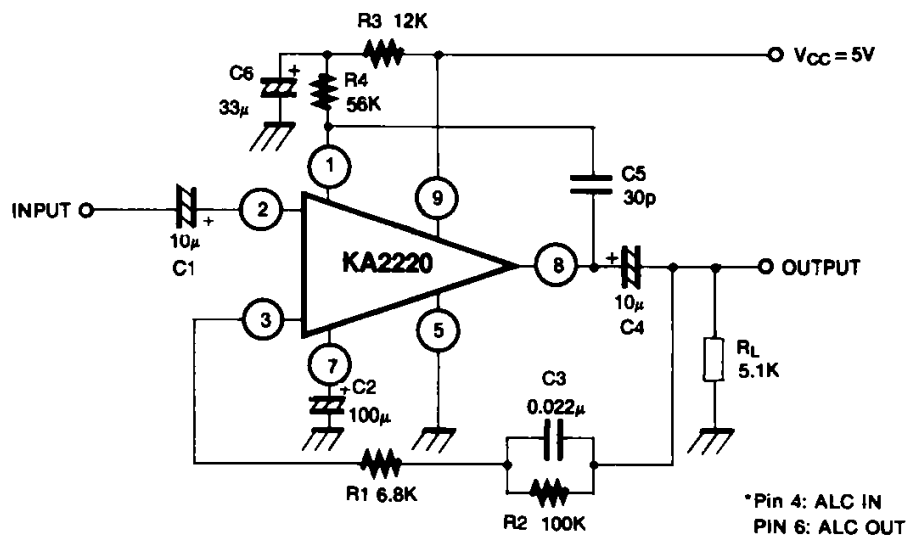 R3 12K
VCC = 5V
C6
33μ
+
R4
56K
1
C5
30p
INPUT
10μ
C1
+
2
9
KA2220
8
+
10μ
C4
OUTPUT
3
7
5
+
C2
100μ
RL
5.1K
C3
0.022μ
R1 6.8K
R2 100K
*Pin 4: ALC IN
PIN 6: ALC OUT